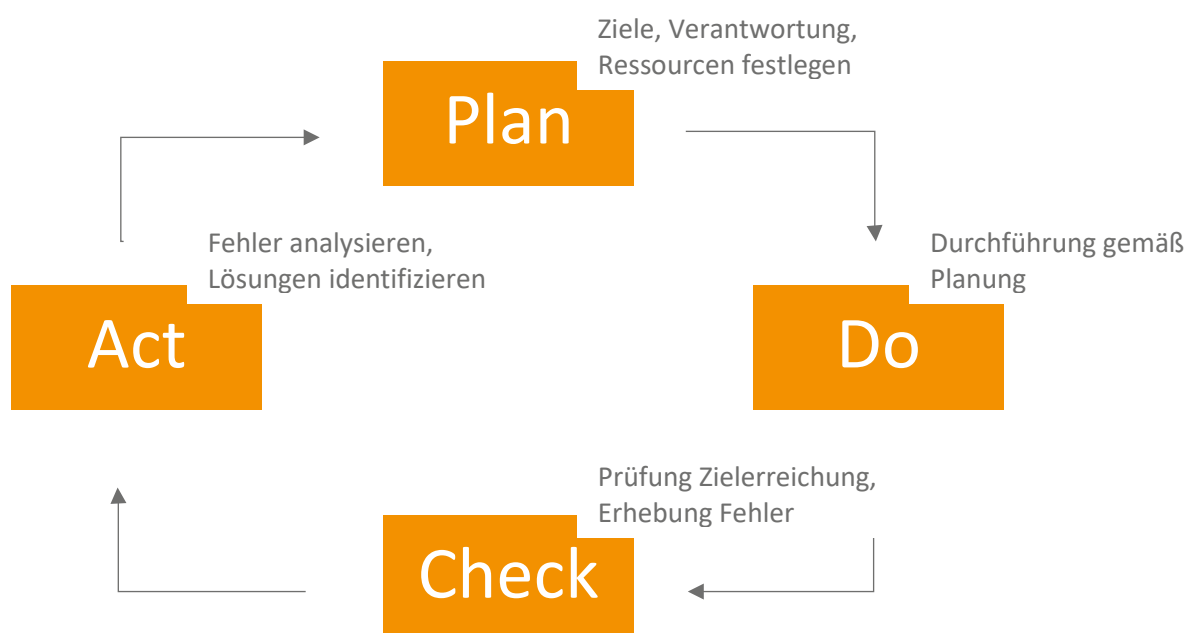 Ziele, Verantwortung,
Ressourcen festlegen
Plan
Durchführung gemäß
Planung
Do
Prüfung Zielerreichung,
Erhebung Fehler
Check
Fehler analysieren,
Lösungen identifizieren
Act